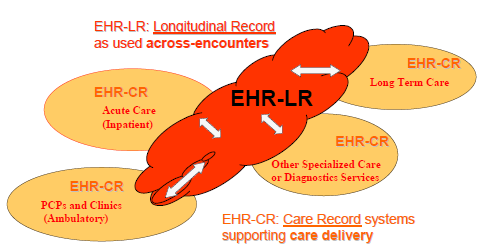 EHR-LR: Longitudinal Record
as used across-encounters
EHR-CR
Long Term Care
EHR-LR
EHR-CR
Acute Care
(Inpatient)
EHR-CR
Other Specialized Care
or Diagnostics Services
EHR-CR
PCPs and Clinics
(Ambulatory)
EHR-CR: Care Record systems
supporting care delivery